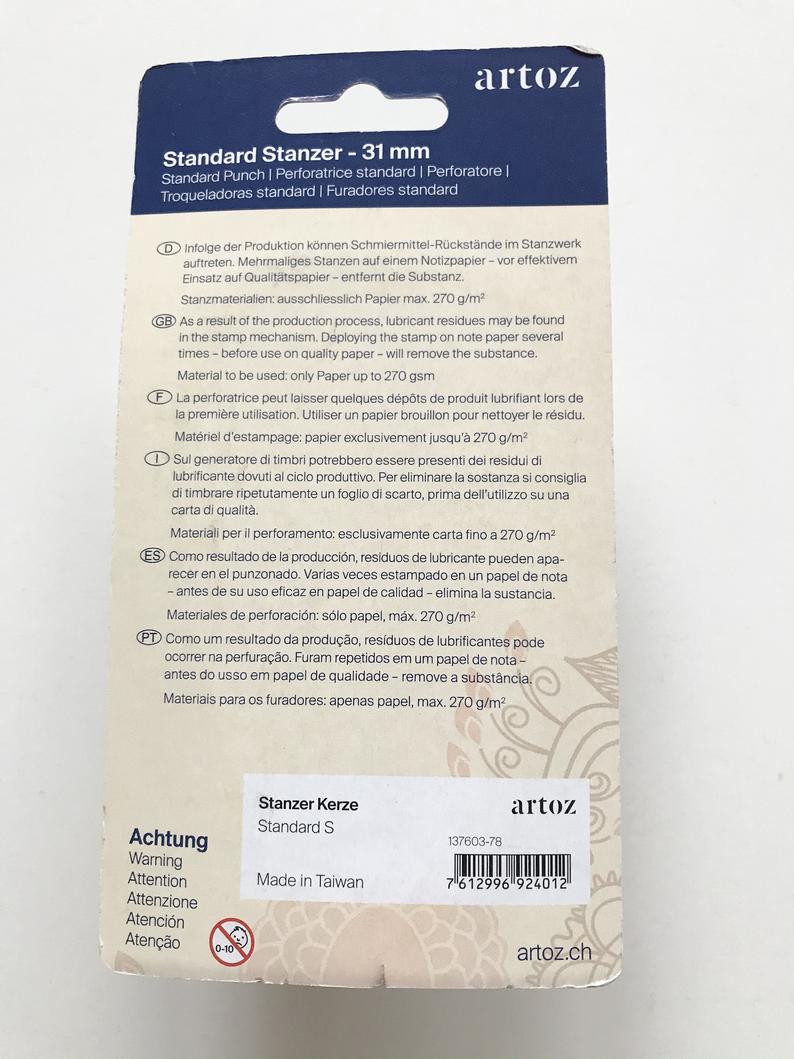 artoz
Standard Stanzer - 31 mm
Standard Punch | Perforatrice standard | Perforatore |
Troqueladoras standard | Furadores standard
D Infolge der Produktion können Schmiermittel-Rückstände im Stanzwerk
auftreten. Mehrmaliges Stanzen auf einem Notizpapier – vor effektivem
Einsatz auf Qualitätspapier – entfernt die Substanz.
Stanzmaterialien: ausschliesslich Papier max. 270 g/m²
GB As a result of the production process, lubricant residues may be found
in the stamp mechanism. Deploying the stamp on note paper several
times – before use on quality paper – will remove the substance.
Material to be used: only Paper up to 270 gsm
F La perforatrice peut laisser quelques dépôts de produit lubrifiant lors de
la première utilisation. Utiliser un papier brouillon pour nettoyer le résidu.
Matériel d'estampage: papier exclusivement jusqu'à 270 g/m²
I Sul generatore di timbri potrebbero essere presenti dei residui di
lubrificante dovuti al ciclo produttivo. Per eliminare la sostanza si consiglia
di timbrare ripetutamente un foglio di scarto, prima dell'utilizzo su una
carta di qualità.
Materiali per il perforamento: esclusivamente carta fino a 270 g/m²
ES Como resultado de la producción, residuos de lubricante pueden apa-
recer en el punzonado. Varias veces estampado en un papel de nota
– antes de su uso eficaz en papel de calidad – elimina la sustancia.
Materiales de perforación: sólo papel, máx. 270 g/m²
PT Como um resultado da produção, resíduos de lubrificantes pode
ocorrer na perfuração. Furam repetidos em um papel de nota –
antes do usso em papel de qualidade – remove a substância.
Materiais para os furadores: apenas papel, max. 270 g/m²
Stanzer Kerze
Standard S
artoz
137603-78
Made in Taiwan
7 612996 924012
Achtung
Warning
Attention
Attenzione
Atención
Atenção
0-10
artoz.ch